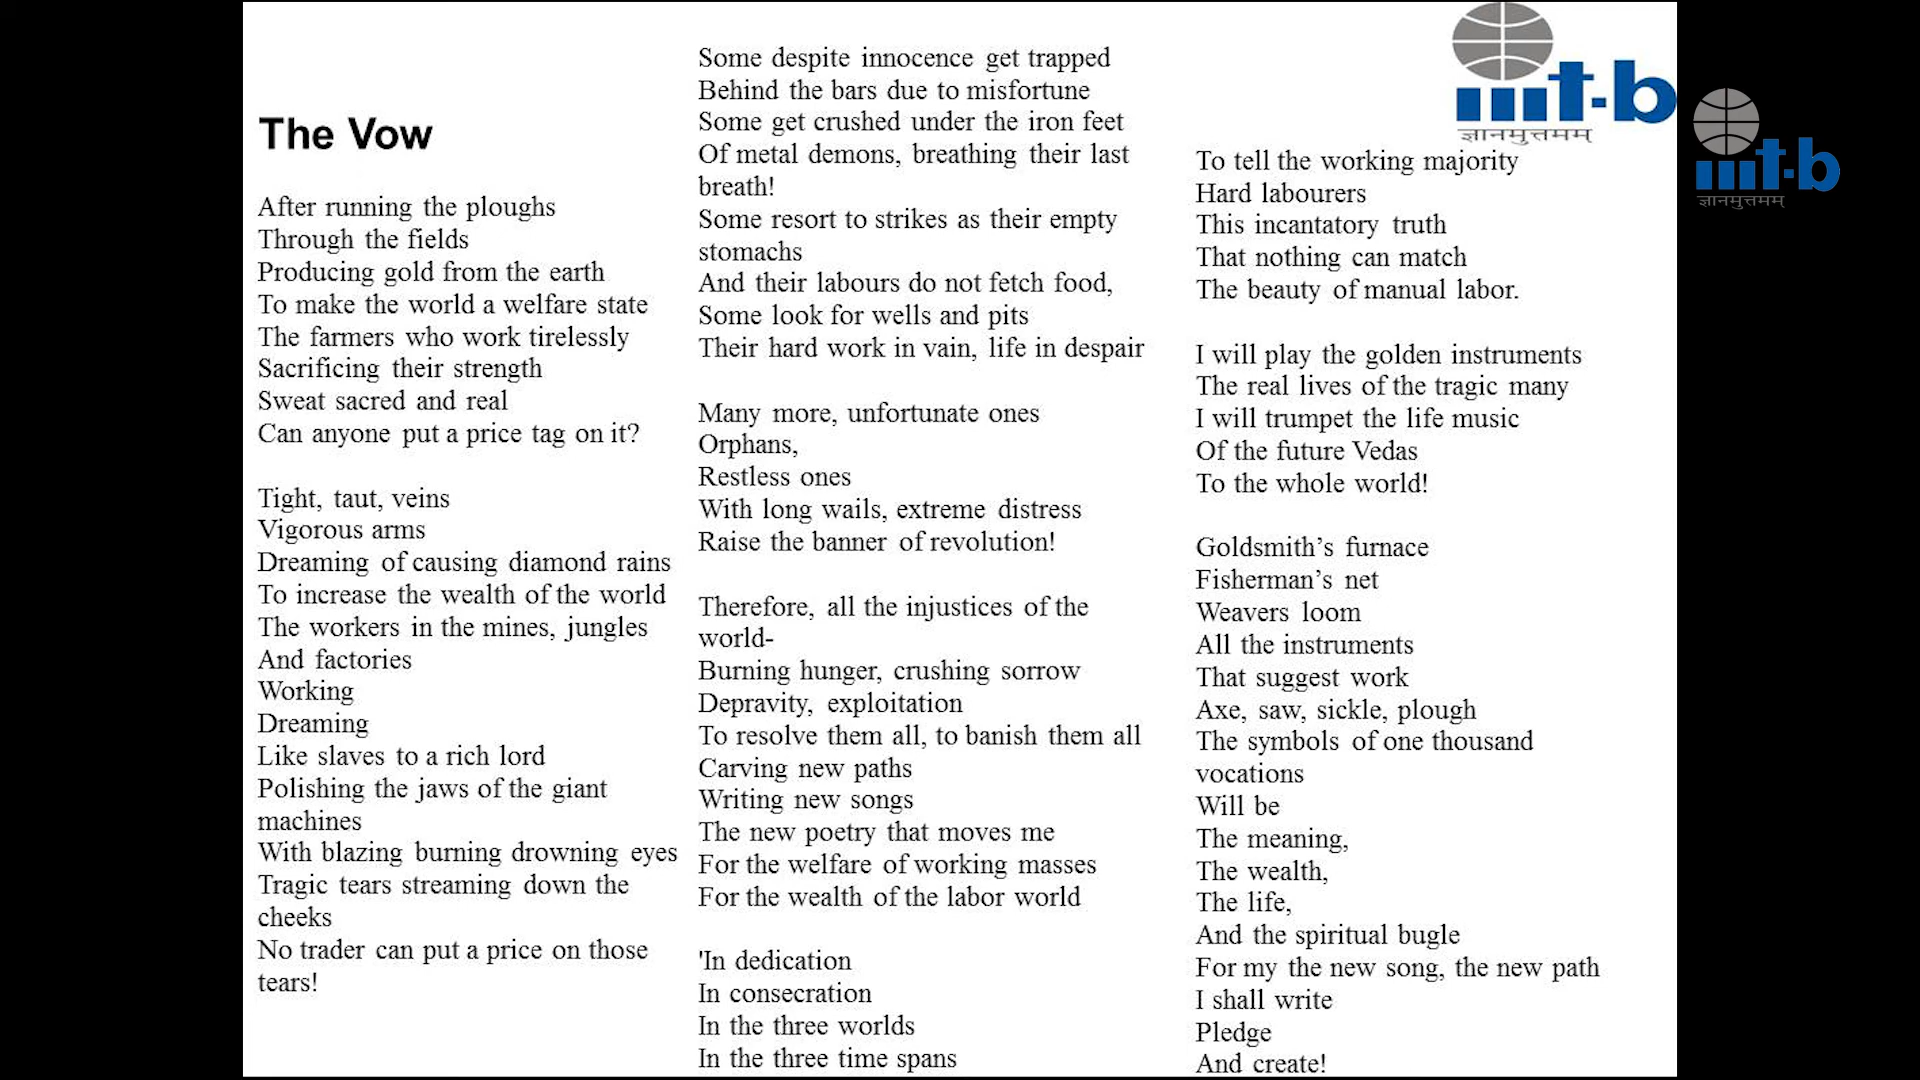 The Vow
After running the ploughs
Through the fields
Producing gold from the earth
To make the world a welfare state
The farmers who work tirelessly
Sacrificing their strength
Sweat sacred and real
Can anyone put a price tag on it?
Tight, taut, veins
Vigorous arms
Dreaming of causing diamond rains
To increase the wealth of the world
The workers in the mines, jungles
And factories
Working
Dreaming
Like slaves to a rich lord
Polishing the jaws of the giant
machines
With blazing burning drowning eyes
Tragic tears streaming down the
cheeks
No trader can put a price on those
tears!
Some despite innocence get trapped
Behind the bars due to misfortune
Some get crushed under the iron feet
Of metal demons, breathing their last
breath!
Some resort to strikes as their empty
stomachs
And their labours do not fetch food,
Some look for wells and pits
Their hard work in vain, life in despair
Many more, unfortunate ones
Orphans,
Restless ones
With long wails, extreme distress
Raise the banner of revolution!
Therefore, all the injustices of the
world-
Burning hunger, crushing sorrow
Depravity, exploitation
To resolve them all, to banish them all
Carving new paths
Writing new songs
The new poetry that moves me
For the welfare of working masses
For the wealth of the labor world
'In dedication
In consecration
In the three worlds
In the three time spans
iiit-b
ज्ञानमुत्तमम्
To tell the working majority
Hard labourers
This incantatory truth
That nothing can match
The beauty of manual labor.
I will play the golden instruments
The real lives of the tragic many
I will trumpet the life music
Of the future Vedas
To the whole world!
Goldsmith’s furnace
Fisherman’s net
Weavers loom
All the instruments
That suggest work
Axe, saw, sickle, plough
The symbols of one thousand
vocations
Will be
The meaning,
The wealth,
The life,
And the spiritual bugle
For my the new song, the new path
I shall write
Pledge
And create!
iiit-b
ज्ञानमुत्तमम्